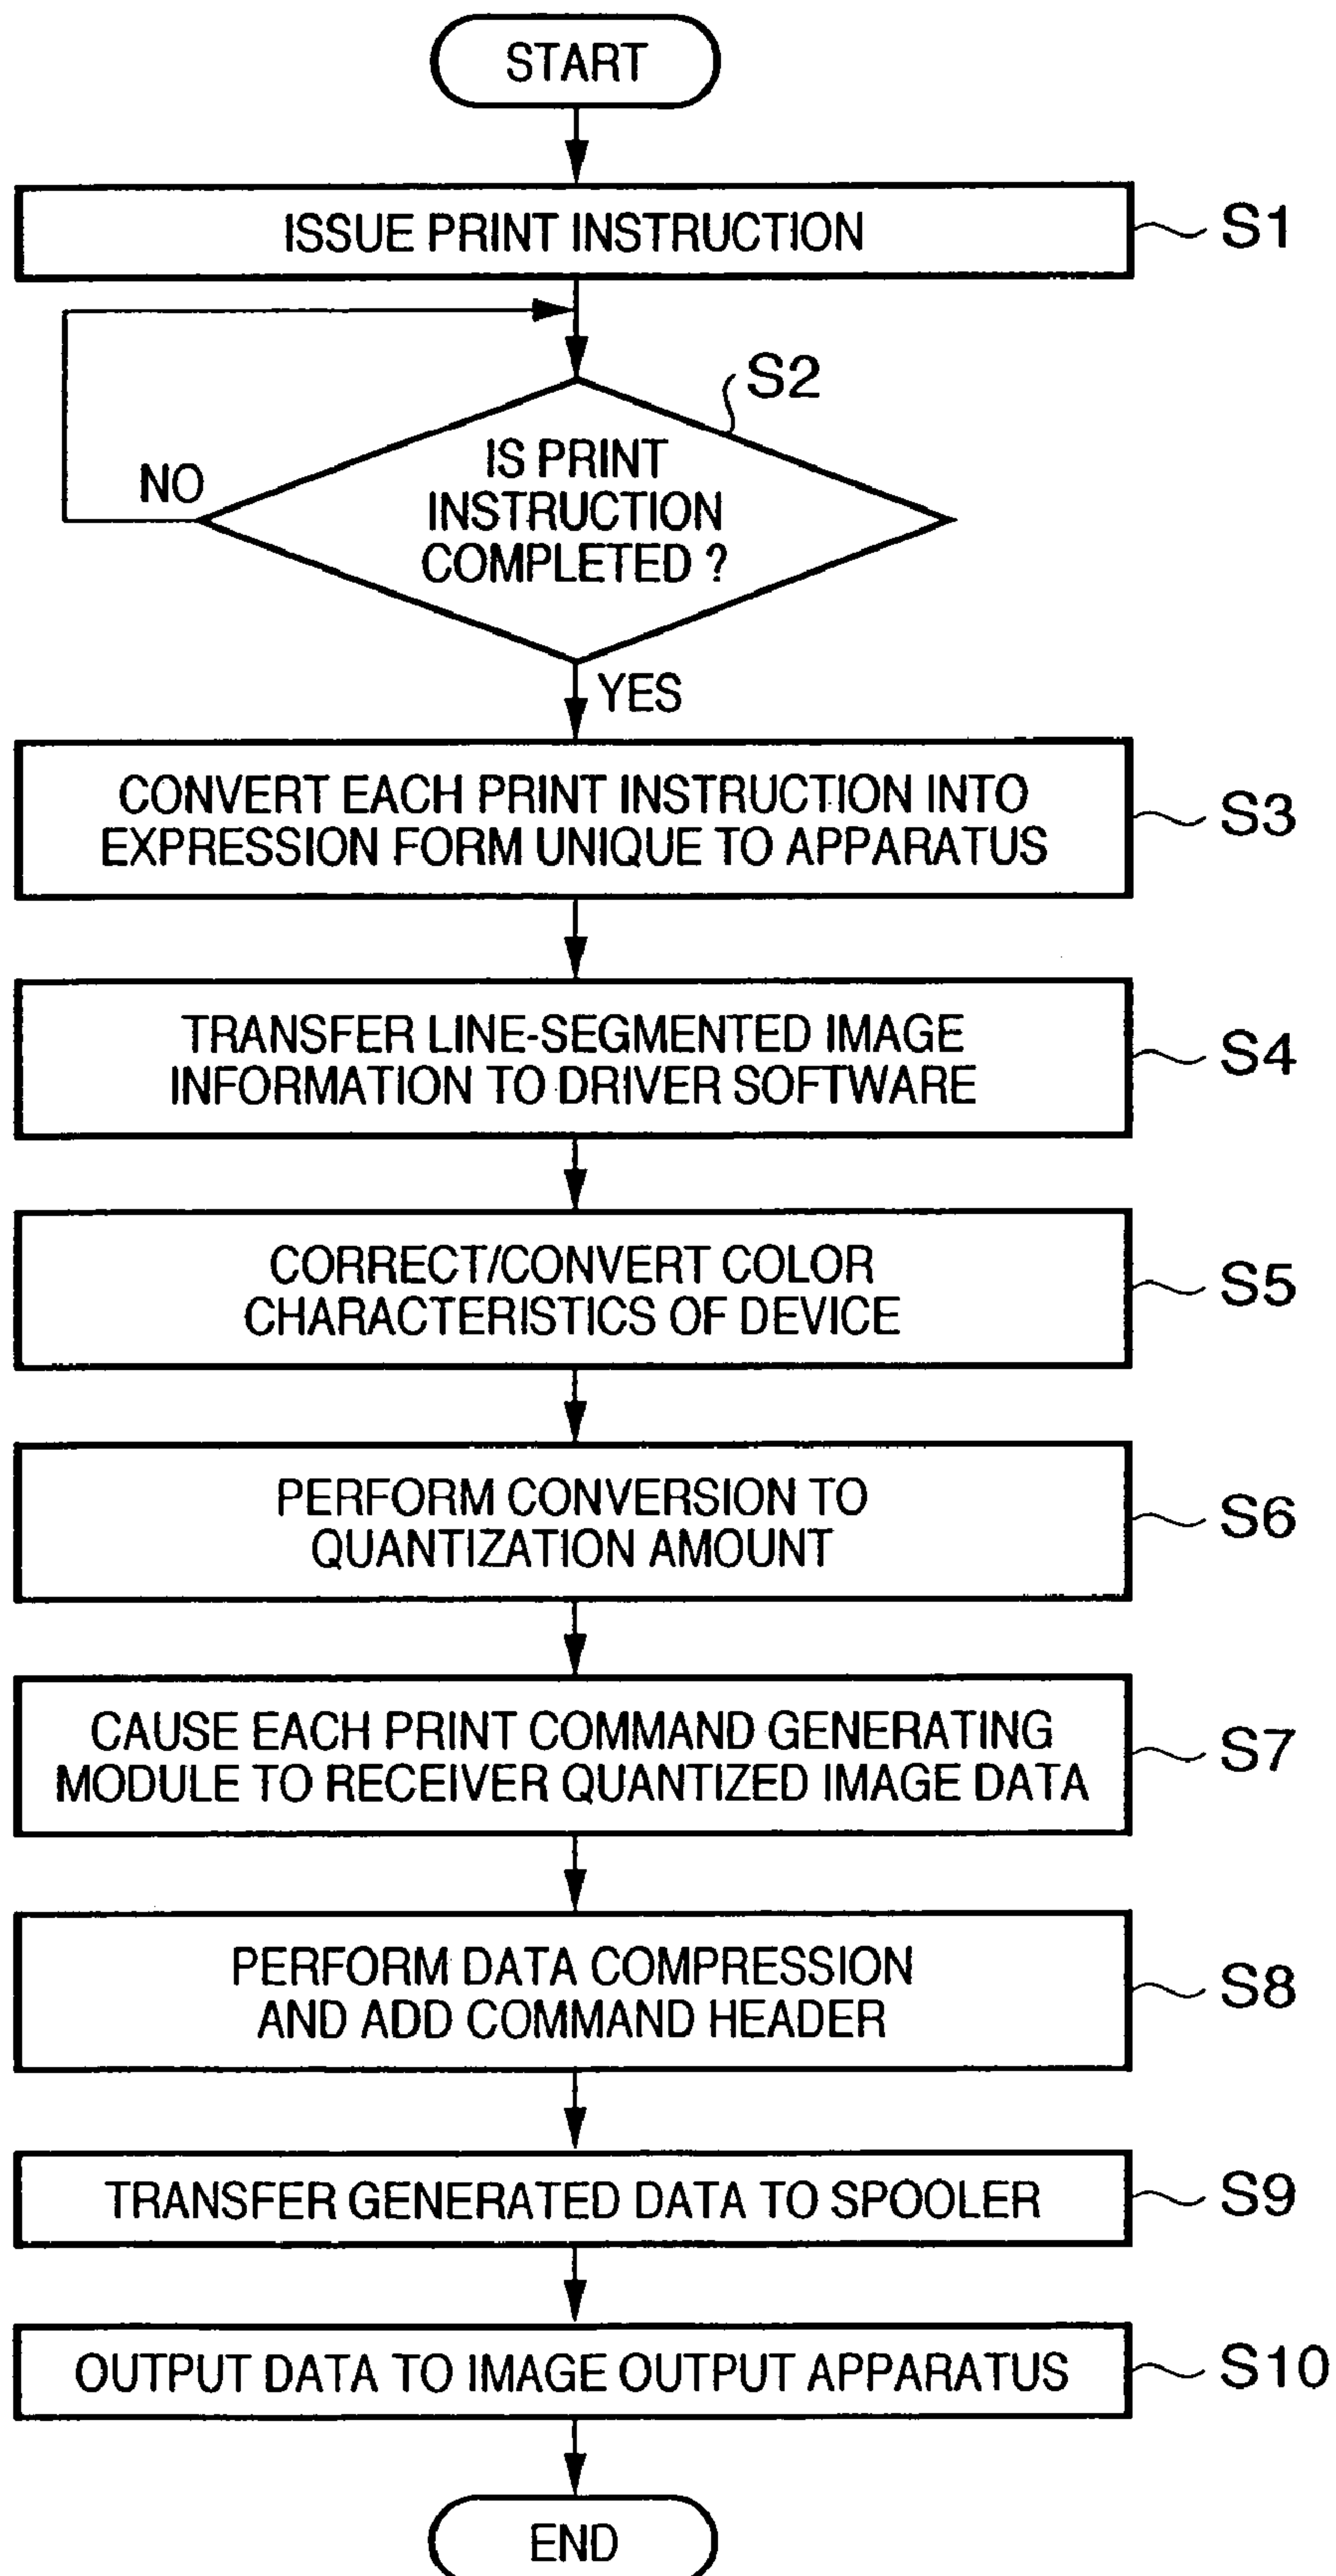 START
ISSUE PRINT INSTRUCTION
S1
S2
IS PRINT
INSTRUCTION
COMPLETED ?
NO
YES
CONVERT EACH PRINT INSTRUCTION INTO
EXPRESSION FORM UNIQUE TO APPARATUS
S3
TRANSFER LINE-SEGMENTED IMAGE
INFORMATION TO DRIVER SOFTWARE
S4
CORRECT/CONVERT COLOR
CHARACTERISTICS OF DEVICE
S5
PERFORM CONVERSION TO
QUANTIZATION AMOUNT
S6
CAUSE EACH PRINT COMMAND GENERATING
MODULE TO RECEIVER QUANTIZED IMAGE DATA
S7
PERFORM DATA COMPRESSION
AND ADD COMMAND HEADER
S8
TRANSFER GENERATED DATA TO SPOOLER
S9
OUTPUT DATA TO IMAGE OUTPUT APPARATUS
S10
END